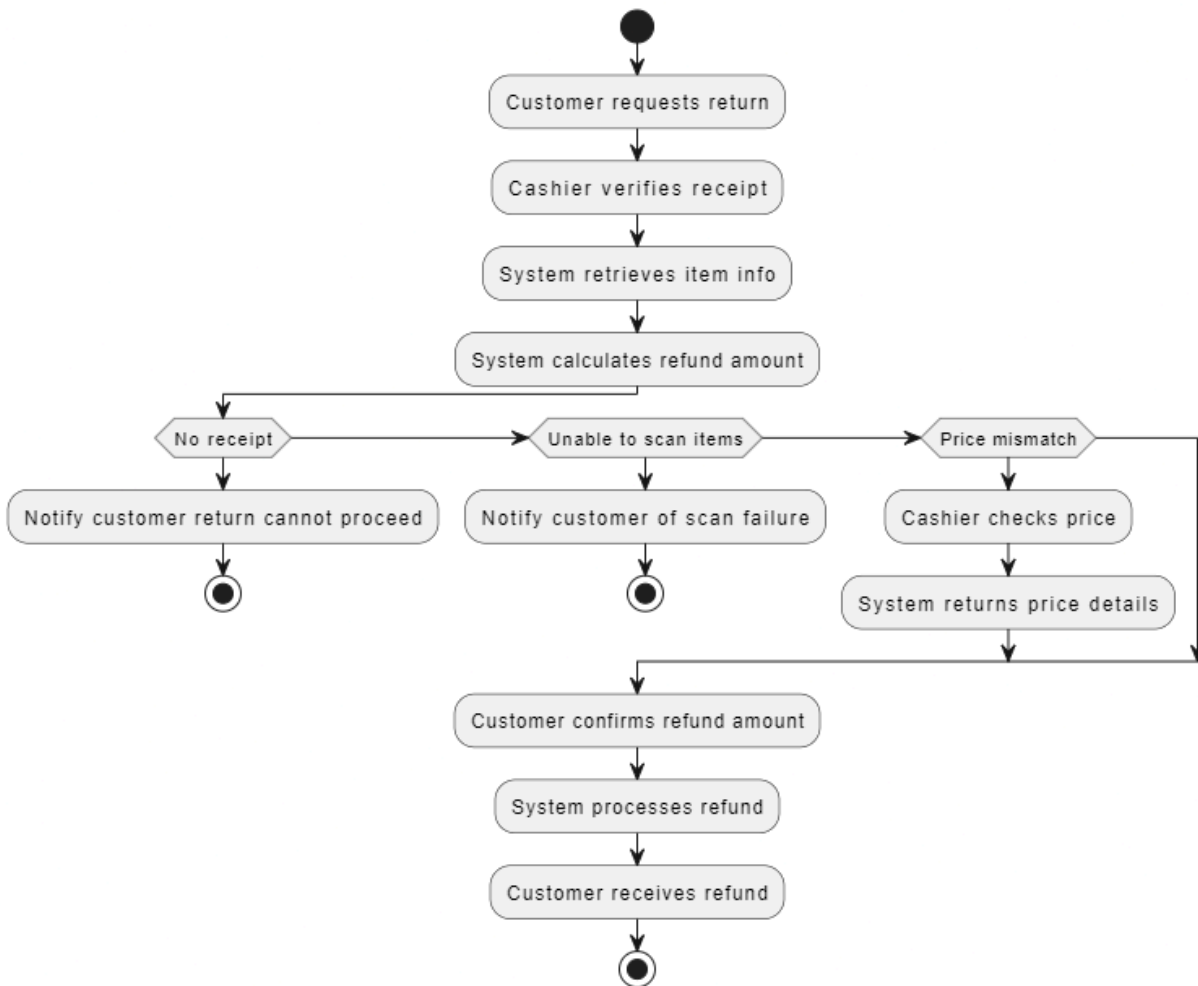 Customer requests return
Cashier verifies receipt
System retrieves item info
System calculates refund amount
No receipt
Unable to scan items
Price mismatch
Notify customer return cannot proceed
Notify customer of scan failure
Cashier checks price
System returns price details
Customer confirms refund amount
System processes refund
Customer receives refund